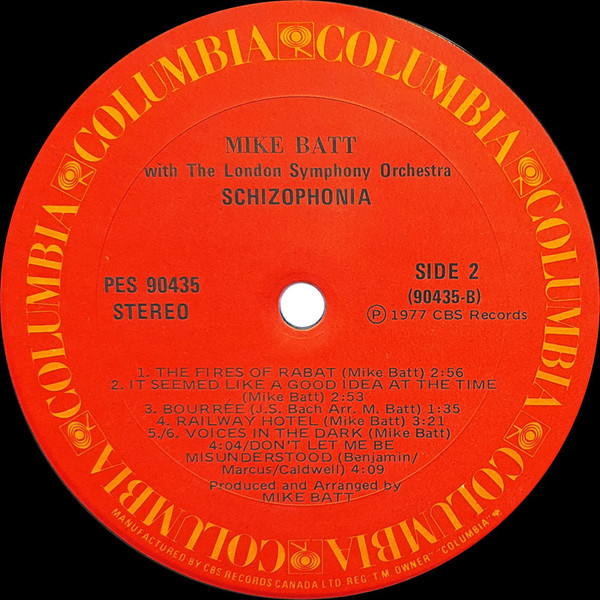 COLUMBIA COLUMBIA COLUMBIA COLUMBIA COLUMBIA COLUMBIA
MIKE BATT
with The London Symphony Orchestra
SCHIZOPHONIA
PES 90435
STEREO
SIDE 2
(90435-B)
Ⓟ 1977 CBS Records
1. THE FIRES OF RABAT (Mike Batt) 2:56
2. IT SEEMED LIKE A GOOD IDEA AT THE TIME
(Mike Batt) 2:53
3. BOURRÉE (J.S. Bach Arr. M. Batt) 1:35
4. RAILWAY HOTEL (Mike Batt) 3:21
5./6. VOICES IN THE DARK (Mike Batt)
4:04/DON'T LET ME BE
MISUNDERSTOOD (Benjamin/
Marcus/Caldwell) 4:09
Produced and Arranged by
MIKE BATT
MANUFACTURED BY CBS RECORDS CANADA LTD REG T.M. OWNER "COLUMBIA"